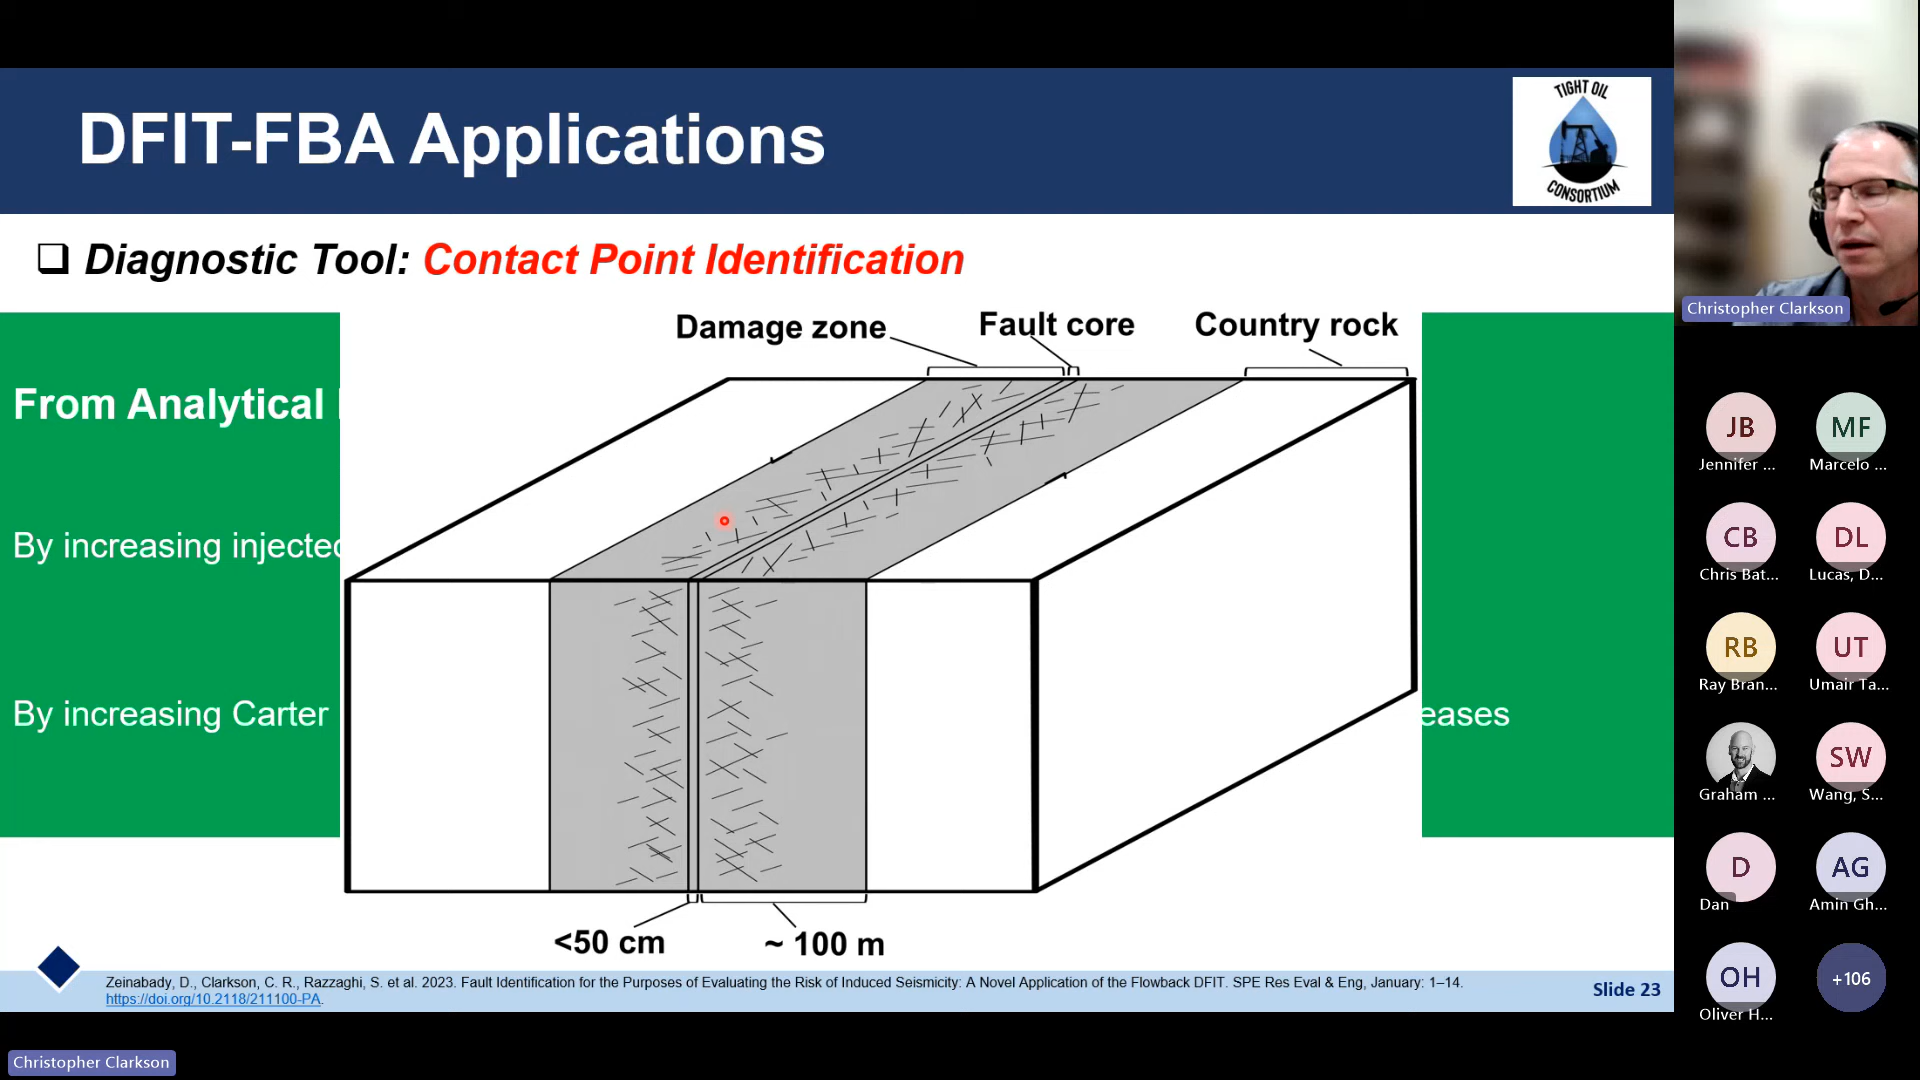 DFIT-FBA Applications
TIGHT OIL
CONSORTIUM
❑ Diagnostic Tool: Contact Point Identification
Damage zone
Fault core
Country rock
From Analytical
By increasing injected
By increasing Carter
eases
<50 cm
~ 100 m
Zeinabady, D., Clarkson, C. R., Razzaghi, S. et al. 2023. Fault Identification for the Purposes of Evaluating the Risk of Induced Seismicity: A Novel Application of the Flowback DFIT. SPE Res Eval & Eng, January: 1–14.
https://doi.org/10.2118/211100-PA.
Slide 23
Christopher Clarkson
Christopher Clarkson
JB
Jennifer ...
MF
Marcelo ...
CB
Chris Bat...
DL
Lucas, D...
RB
Ray Bran...
UT
Umair Ta...
Graham ...
SW
Wang, S...
D
Dan
AG
Amin Gh...
OH
Oliver H...
+106